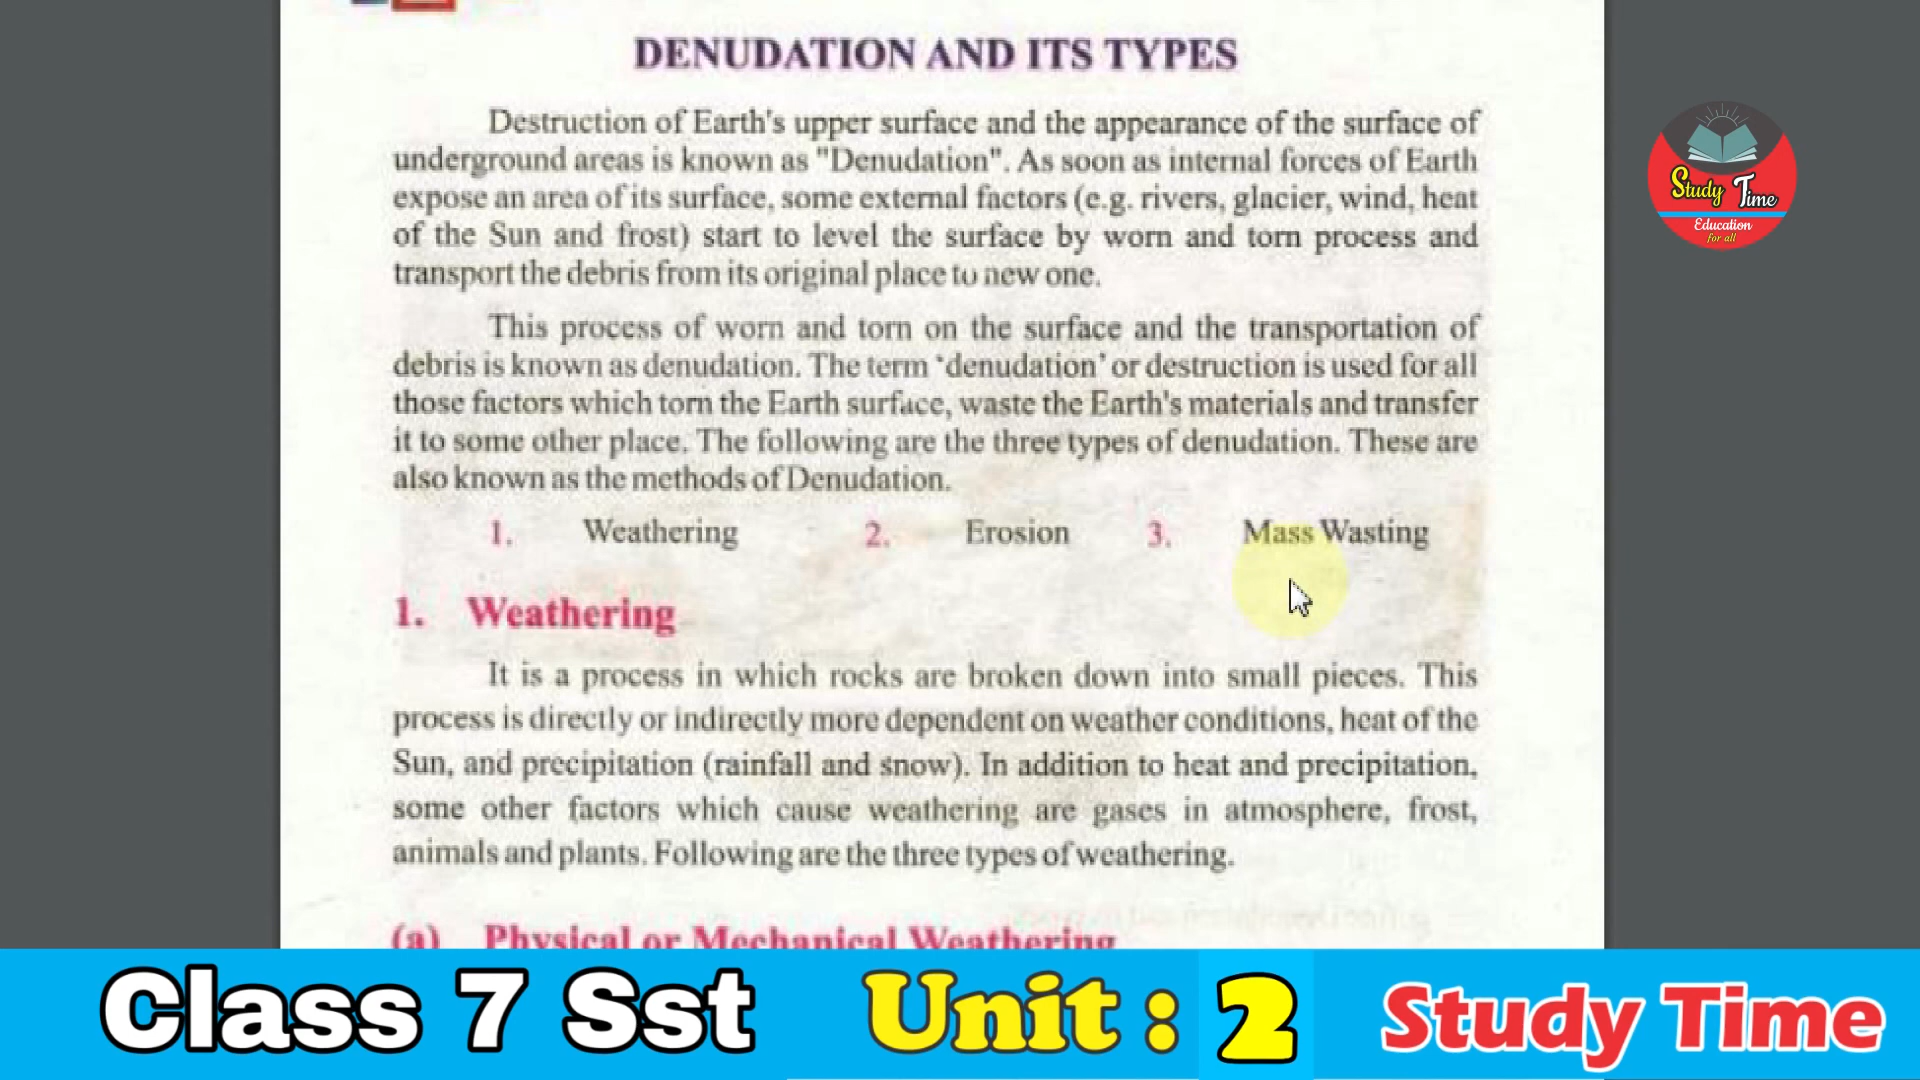 DENUDATION AND ITS TYPES
Destruction of Earth's upper surface and the appearance of the surface of
underground areas is known as "Denudation". As soon as internal forces of Earth
expose an area of its surface, some external factors (e.g. rivers, glacier, wind, heat
of the Sun and frost) start to level the surface by worn and torn process and
transport the debris from its original place to new one.
This process of worn and torn on the surface and the transportation of
debris is known as denudation. The term ‘denudation’ or destruction is used for all
those factors which torn the Earth surface, waste the Earth's materials and transfer
it to some other place. The following are the three types of denudation. These are
also known as the methods of Denudation.
1. Weathering 2. Erosion 3. Mass Wasting
1. Weathering
It is a process in which rocks are broken down into small pieces. This
process is directly or indirectly more dependent on weather conditions, heat of the
Sun, and precipitation (rainfall and snow). In addition to heat and precipitation,
some other factors which cause weathering are gases in atmosphere, frost,
animals and plants. Following are the three types of weathering.
(a) Physical or Mechanical Weathering
Study Time
Education
for all
Class 7 Sst Unit : 2 Study Time